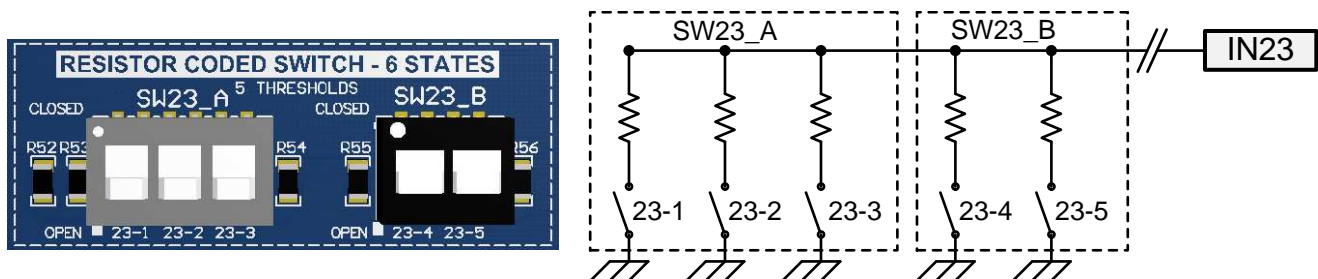 RESISTOR CODED SWITCH - 6 STATES
5 THRESHOLDS
CLOSED
SW23_A
CLOSED
SW23_B
R52 R53
R54
R55
R56
OPEN
23-1 23-2 23-3
OPEN
23-4 23-5
SW23_A
SW23_B
IN23
23-1
23-2
23-3
23-4
23-5